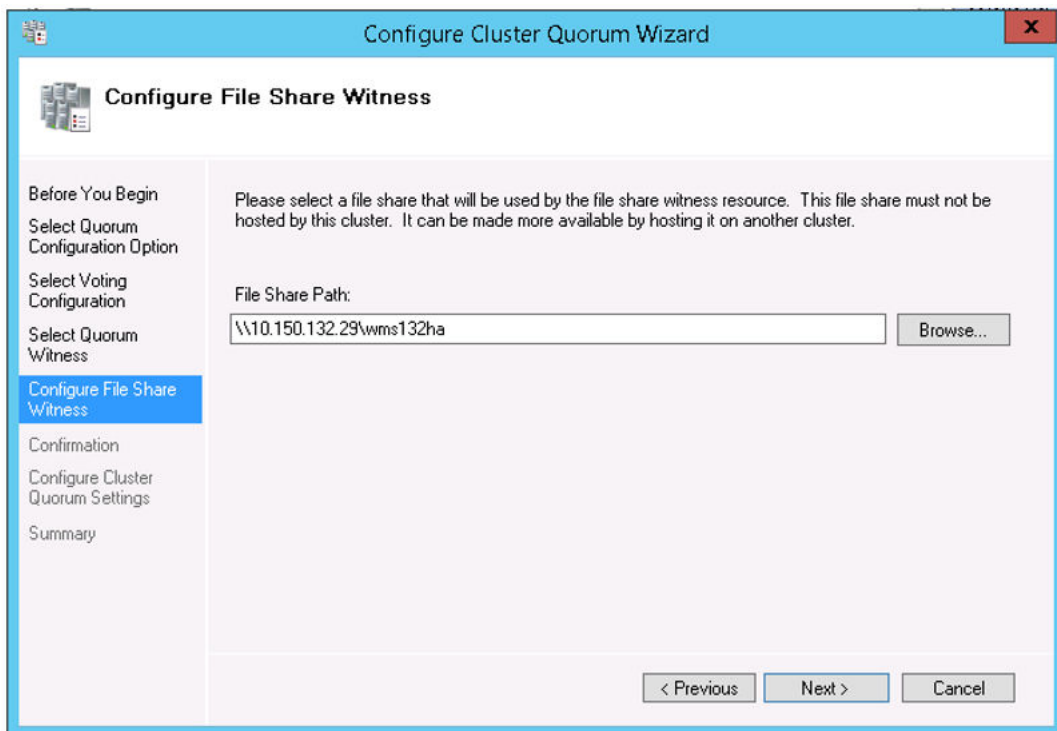 Configure Cluster Quorum Wizard
x
Configure File Share Witness
Before You Begin
Select Quorum
Configuration Option
Select Voting
Configuration
Select Quorum
Witness
Configure File Share
Witness
Confirmation
Configure Cluster
Quorum Settings
Summary
Please select a file share that will be used by the file share witness resource.  This file share must not be
hosted by this cluster.  It can be made more available by hosting it on another cluster.
File Share Path:
\\10.150.132.29\wms132ha
Browse...
< Previous
Next >
Cancel